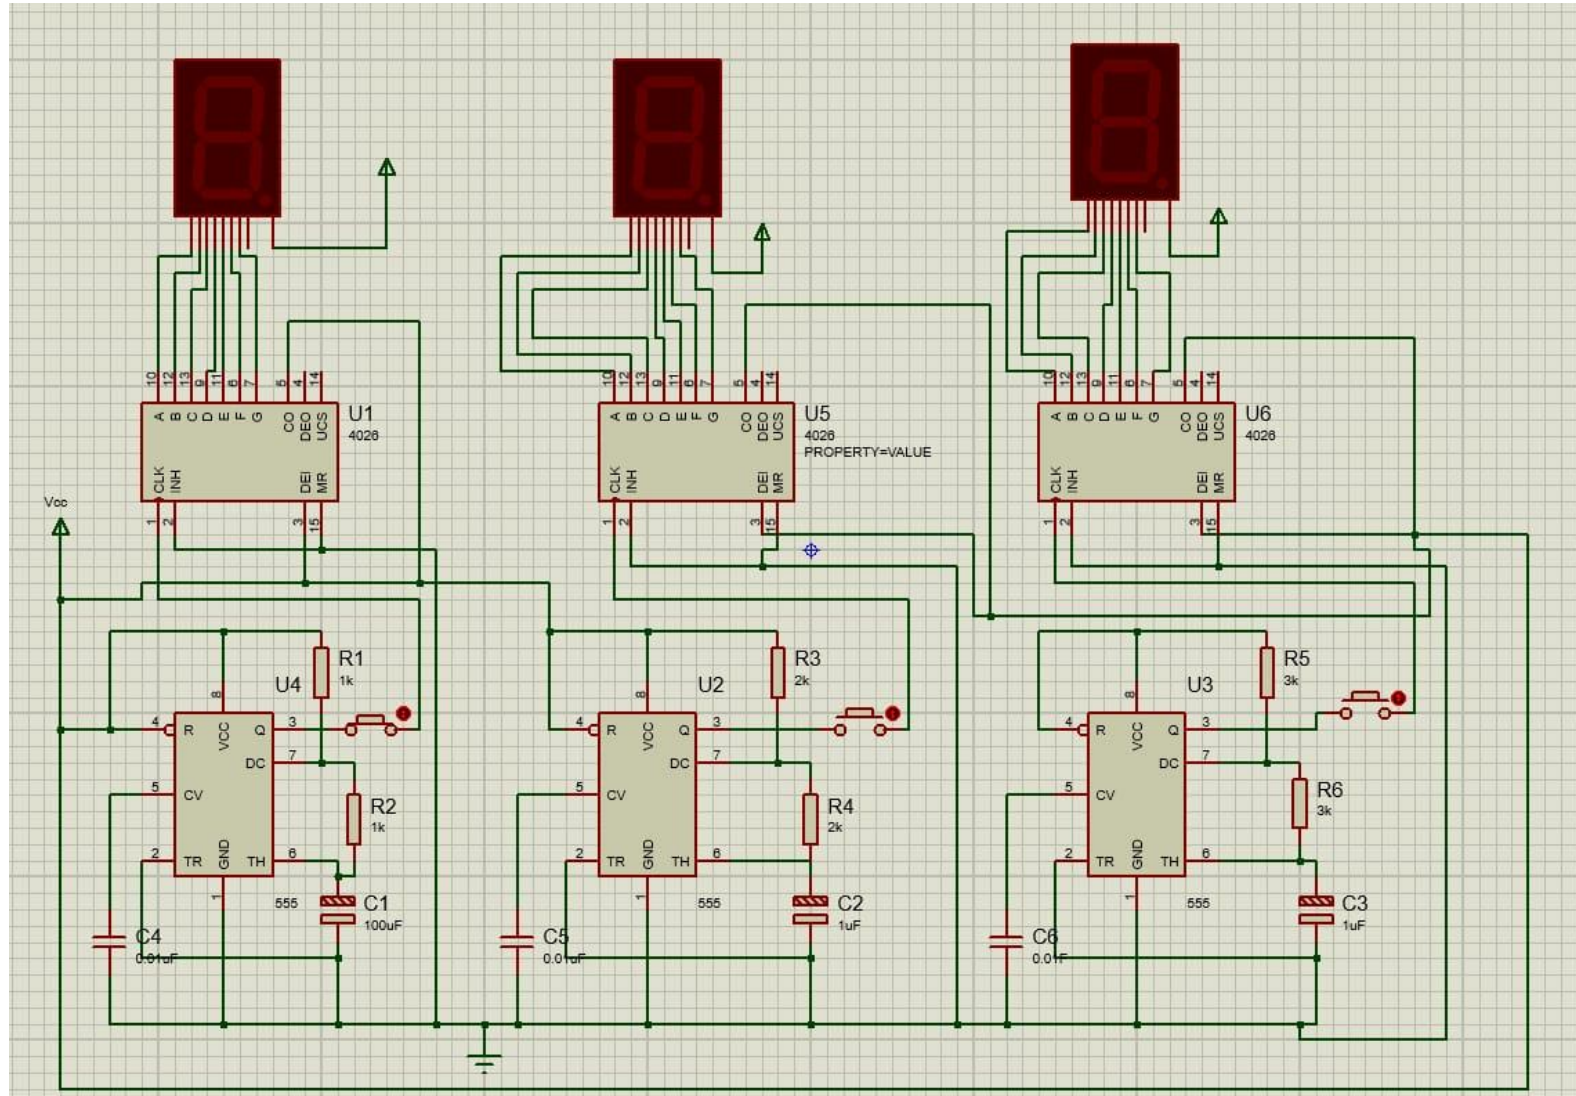 10
12
13
9
11
6
7
5
4
14
A
B
C
D
E
F
G
CO
DEO
UCS
U1
4026
CLK
INH
DEI
MR
1
2
3
15
10
12
13
9
11
6
7
5
4
14
A
B
C
D
E
F
G
CO
DEO
UCS
U5
4026
PROPERTY=VALUE
CLK
INH
DEI
MR
1
2
3
15
10
12
13
9
11
6
7
5
4
14
A
B
C
D
E
F
G
CO
DEO
UCS
U6
4026
CLK
INH
DEI
MR
1
2
3
15
Vcc
U4
R1
1k
8
4
R
VCC
Q
3
DC
7
5
CV
R2
1k
2
TR
GND
TH
6
1
555
C1
100uF
C4
0.01uF
U2
R3
2k
8
4
R
VCC
Q
3
DC
7
5
CV
R4
2k
2
TR
GND
TH
6
1
555
C2
1uF
C5
0.01uF
U3
R5
3k
8
4
R
VCC
Q
3
DC
7
5
CV
R6
3k
2
TR
GND
TH
6
1
555
C3
1uF
C6
0.01F